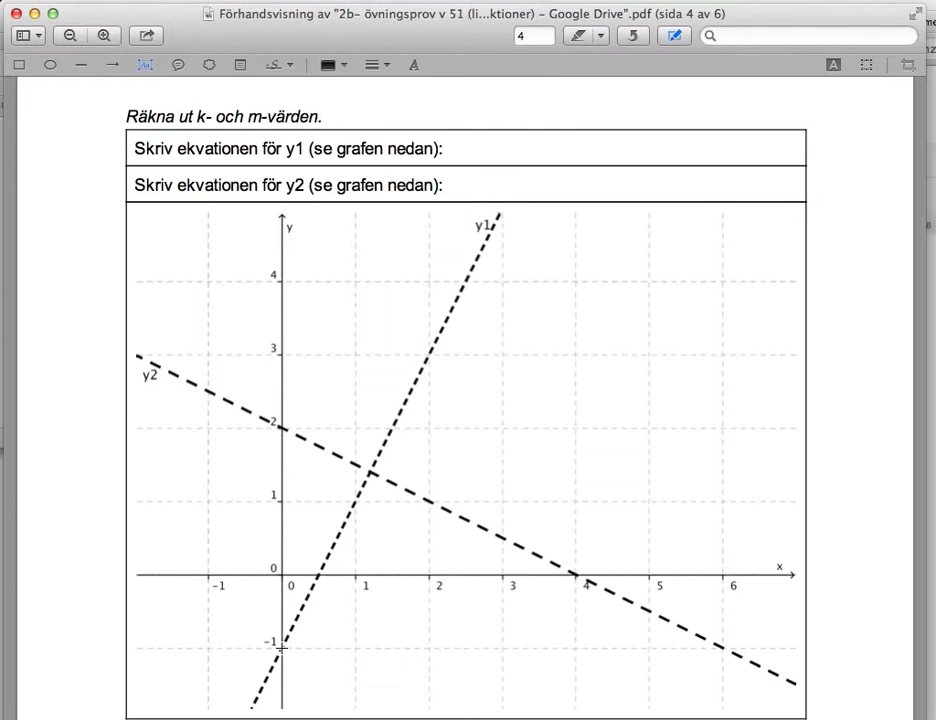 Förhandsvisning av "2b- övningsprov v 51 (li...ktioner) – Google Drive".pdf (sida 4 av 6)
4
Räkna ut k- och m-värden.
Skriv ekvationen för y1 (se grafen nedan):
Skriv ekvationen för y2 (se grafen nedan):
y
y1
4
3
y2
2
1
x
0
-1 0 1 2 3 4 5 6
-1